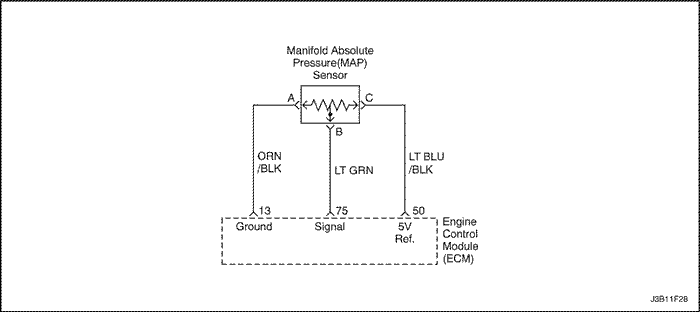 Manifold Absolute
Pressure(MAP)
Sensor
A
C
B
ORN
/BLK
LT GRN
LT BLU
/BLK
13
75
50
Ground
Signal
5V
Ref.
Engine
Control
Module
(ECM)
J3B11F28